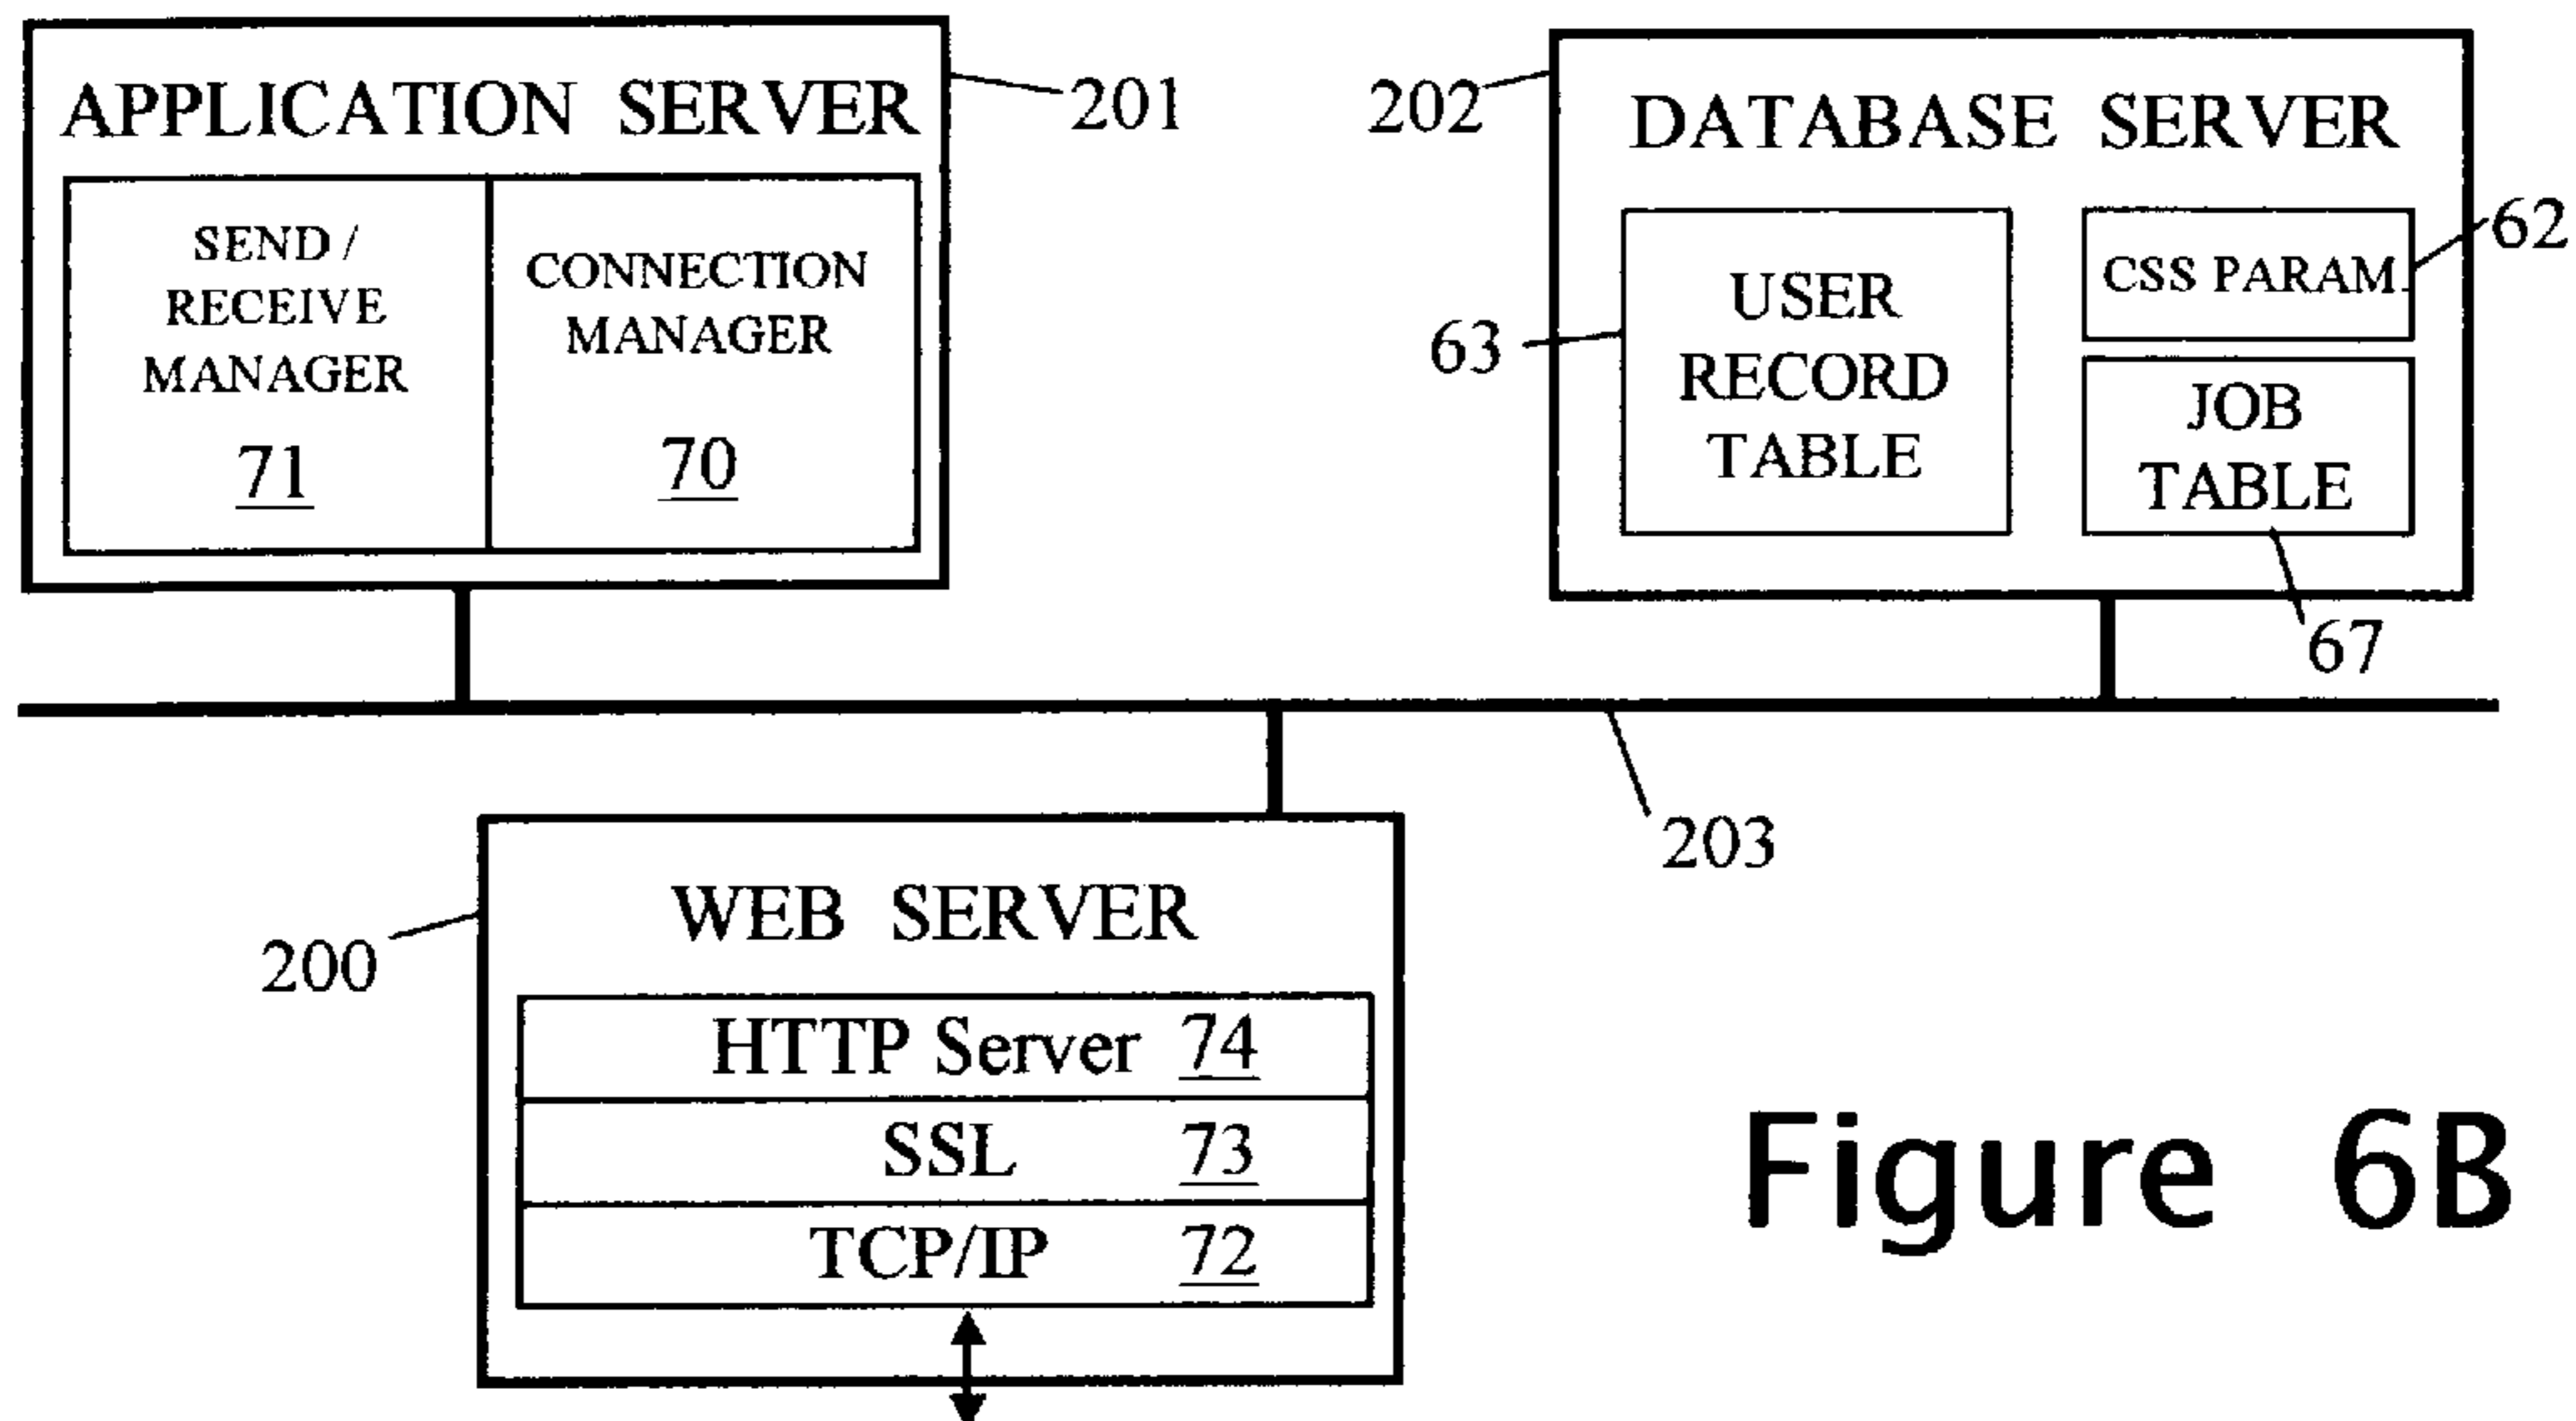 APPLICATION SERVER
201
SEND /
RECEIVE
MANAGER
71
CONNECTION
MANAGER
70
202
DATABASE SERVER
63
USER
RECORD
TABLE
CSS PARAM.
62
JOB
TABLE
67
203
200
WEB SERVER
HTTP Server 74
SSL 73
TCP/IP 72
Figure 6B